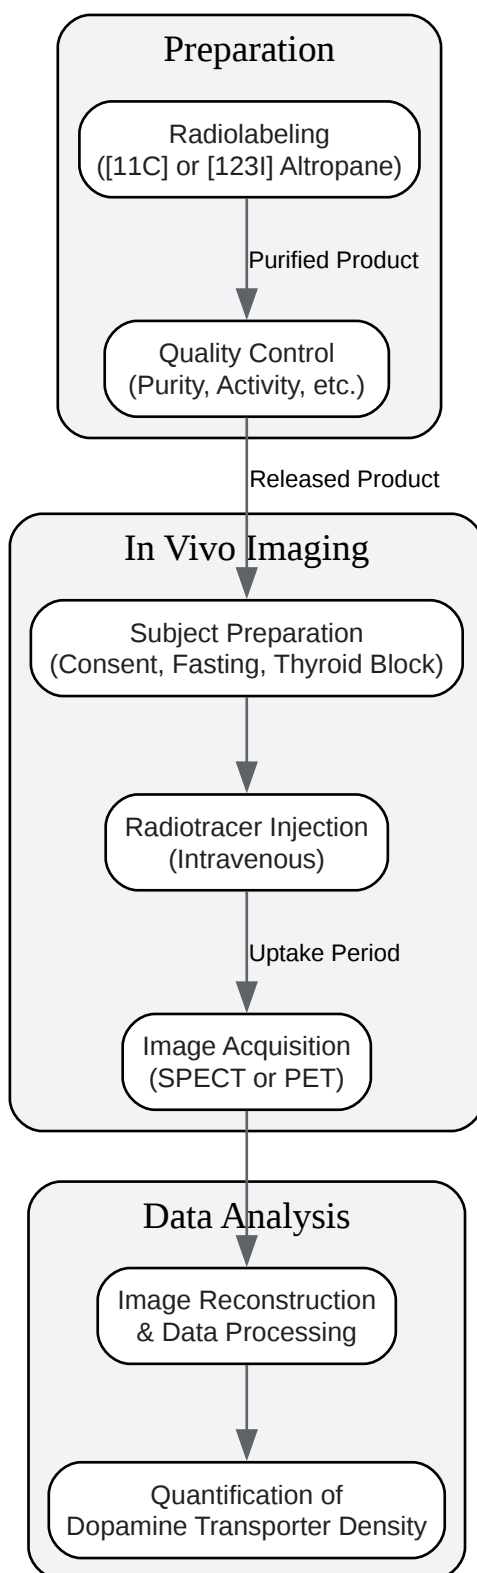 Preparation
Radiolabeling
([11C] or [123I] Altropane)
Purified Product
Quality Control
(Purity, Activity, etc.)
Released Product
In Vivo Imaging
Subject Preparation
(Consent, Fasting, Thyroid Block)
Radiotracer Injection
(Intravenous)
Uptake Period
Image Acquisition
(SPECT or PET)
Data Analysis
Image Reconstruction
& Data Processing
Quantification of
Dopamine Transporter Density